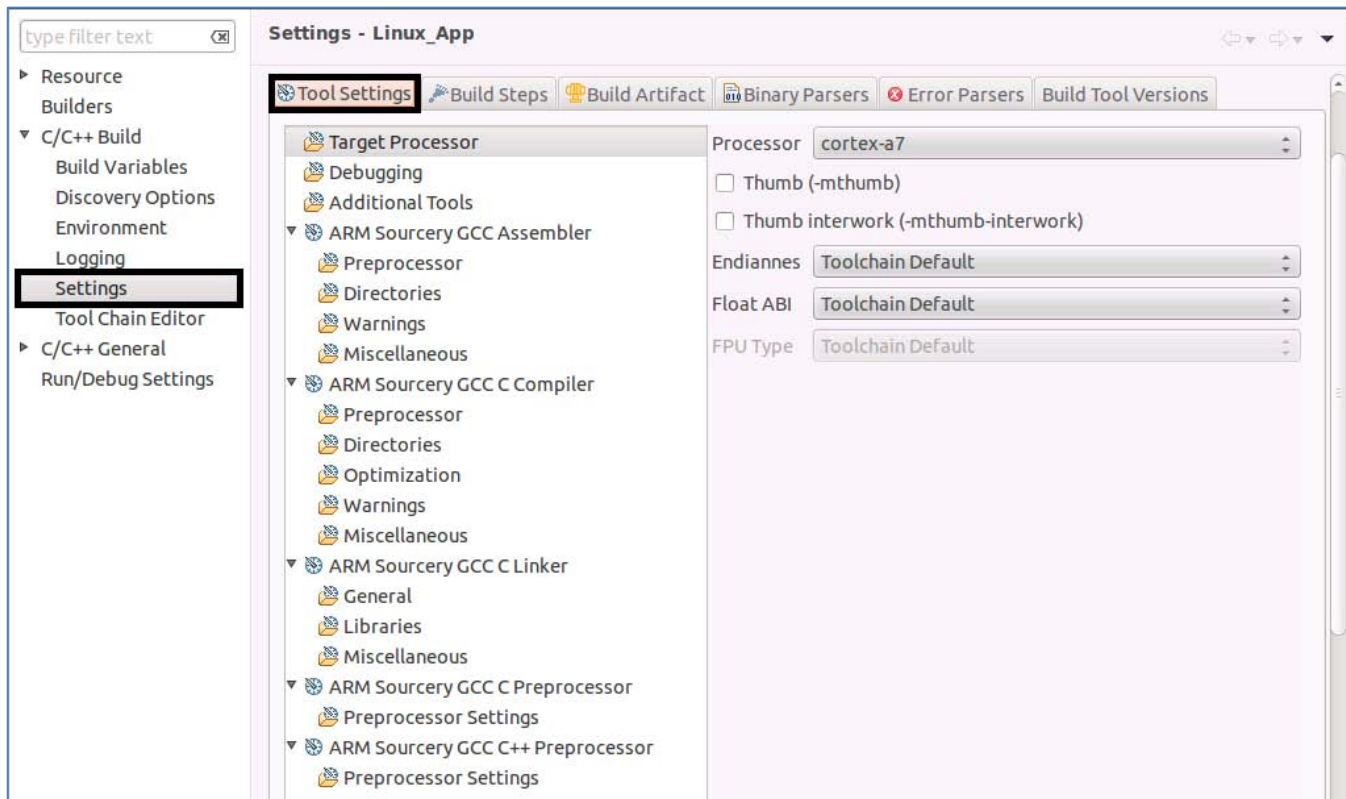 type filter text
Resource
Builders
C/C++ Build
Build Variables
Discovery Options
Environment
Logging
Settings
Tool Chain Editor
C/C++ General
Run/Debug Settings
Settings - Linux_App
Tool Settings
Build Steps
Build Artifact
Binary Parsers
Error Parsers
Build Tool Versions
Target Processor
Debugging
Additional Tools
ARM Sourcery GCC Assembler
Preprocessor
Directories
Warnings
Miscellaneous
ARM Sourcery GCC C Compiler
Preprocessor
Directories
Optimization
Warnings
Miscellaneous
ARM Sourcery GCC C Linker
General
Libraries
Miscellaneous
ARM Sourcery GCC C Preprocessor
Preprocessor Settings
ARM Sourcery GCC C++ Preprocessor
Preprocessor Settings
Processor cortex-a7
Thumb (-mthumb)
Thumb interwork (-mthumb-interwork)
Endiannes Toolchain Default
Float ABI Toolchain Default
FPU Type Toolchain Default